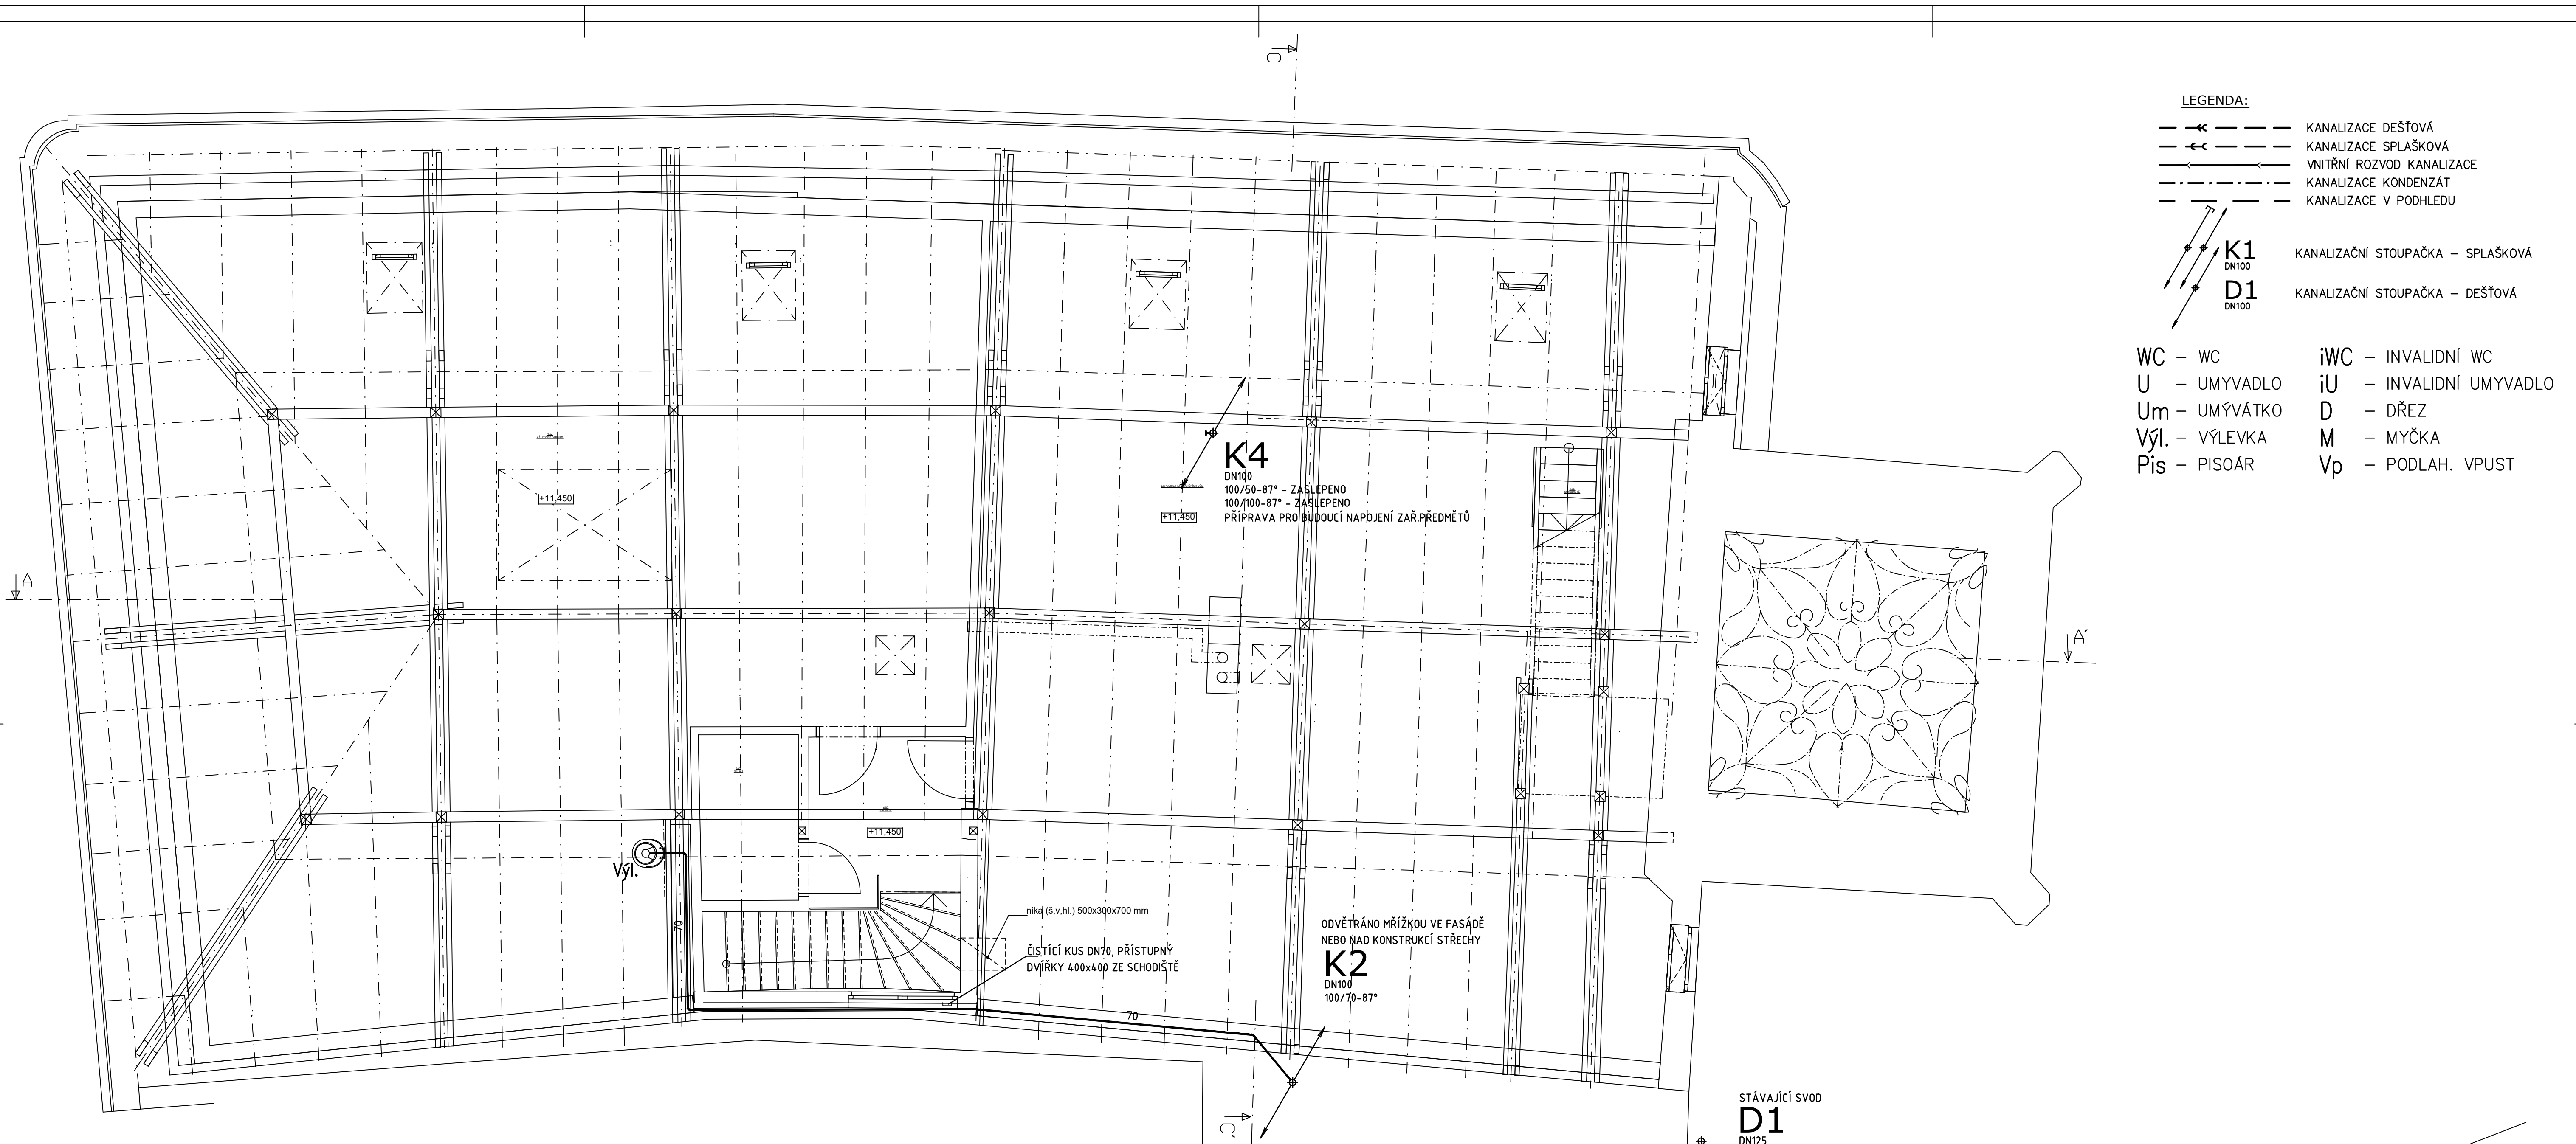 C
LEGENDA:
KANALIZACE DEŠŤOVÁ
KANALIZACE SPLAŠKOVÁ
VNITŘNÍ ROZVOD KANALIZACE
KANALIZACE KONDENZÁT
KANALIZACE V PODHLEDU
K1
DN100
KANALIZAČNÍ STOUPAČKA – SPLAŠKOVÁ
D1
DN100
KANALIZAČNÍ STOUPAČKA – DEŠŤOVÁ
WC – WC
U – UMYVADLO
Um – UMÝVÁTKO
Výl. – VÝLEVKA
Pis – PISOÁR
iWC – INVALIDNÍ WC
iU – INVALIDNÍ UMYVADLO
D – DŘEZ
M – MYČKA
Vp – PODLAH. VPUST
K4
DN100
100/50-87° – ZASLEPENO
100/100-87° – ZASLEPENO
PŘÍPRAVA PRO BUDOUCÍ NAPOJENÍ ZAŘ.PŘEDMĚTŮ
+11,450
+11,450
A
A'
+11,450
Výl.
70
nika (š,v,hl.) 500x300x700 mm
ČISTÍCÍ KUS DN70, PŘÍSTUPNÝ
DVÍŘKY 400x400 ZE SCHODIŠTĚ
ODVĚTRÁNO MŘÍŽKOU VE FASÁDĚ
NEBO NAD KONSTRUKCÍ STŘECHY
K2
DN100
100/70-87°
70
C'
STÁVAJÍCÍ SVOD
D1
DN125